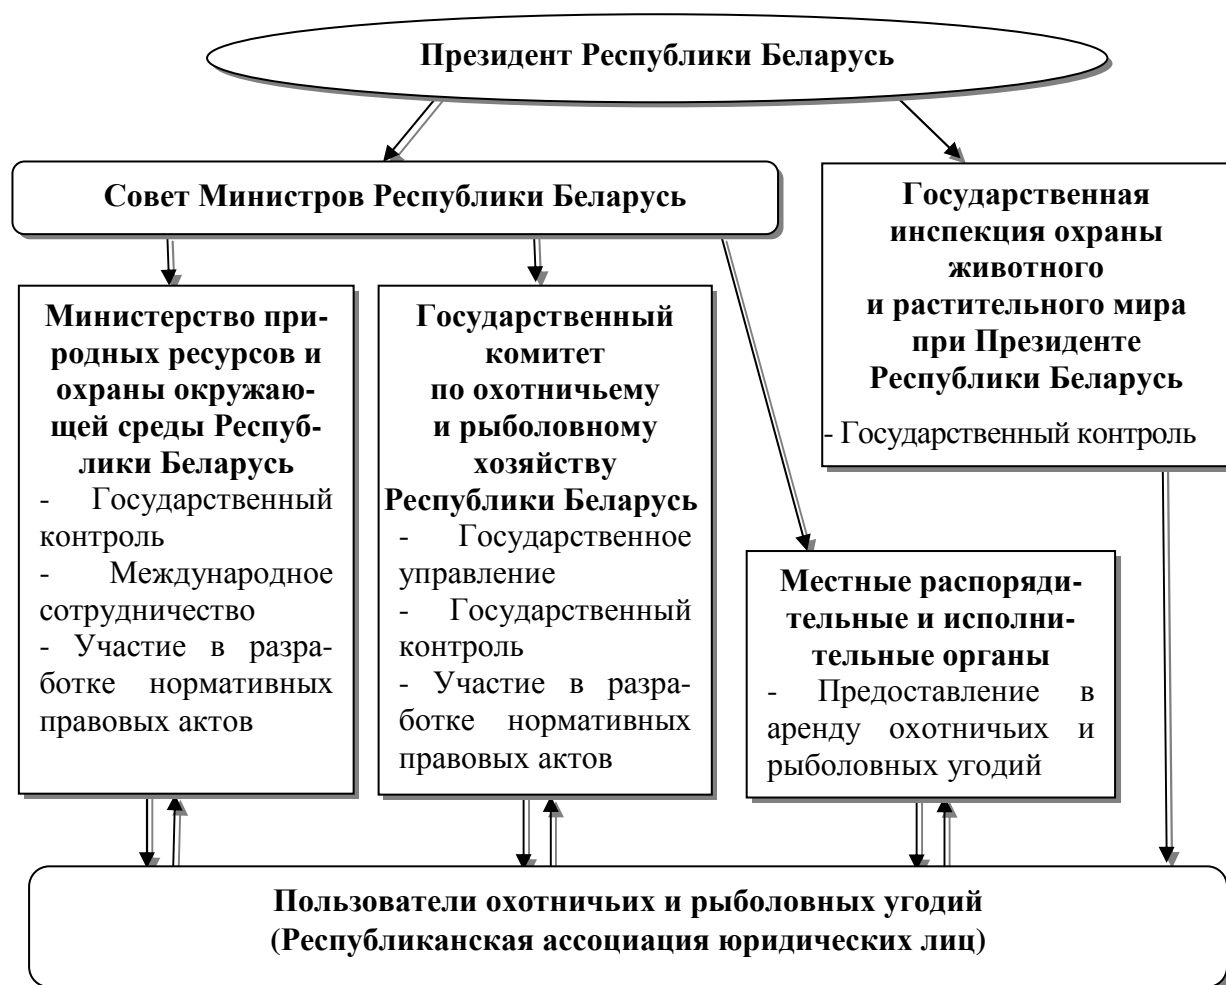 Президент Республики Беларусь
Совет Министров Республики Беларусь
Государственная
инспекция охраны
животного
и растительного мира
при Президенте
Республики Беларусь
- Государственный контроль
Министерство при-
родных ресурсов и
охраны окружаю-
щей среды Респуб-
лики Беларусь
- Государственный
контроль
- Международное
сотрудничество
- Участие в разра-
ботке нормативных
правовых актов
Государственный
комитет
по охотничьему
и рыболовному
хозяйству
Республики Беларусь
- Государственное
управление
- Государственный
контроль
- Участие в разра-
ботке нормативных
правовых актов
Местные распоряди-
тельные и исполни-
тельные органы
- Предоставление в
аренду охотничьих и
рыболовных угодий
Пользователи охотничьих и рыболовных угодий
(Республиканская ассоциация юридических лиц)